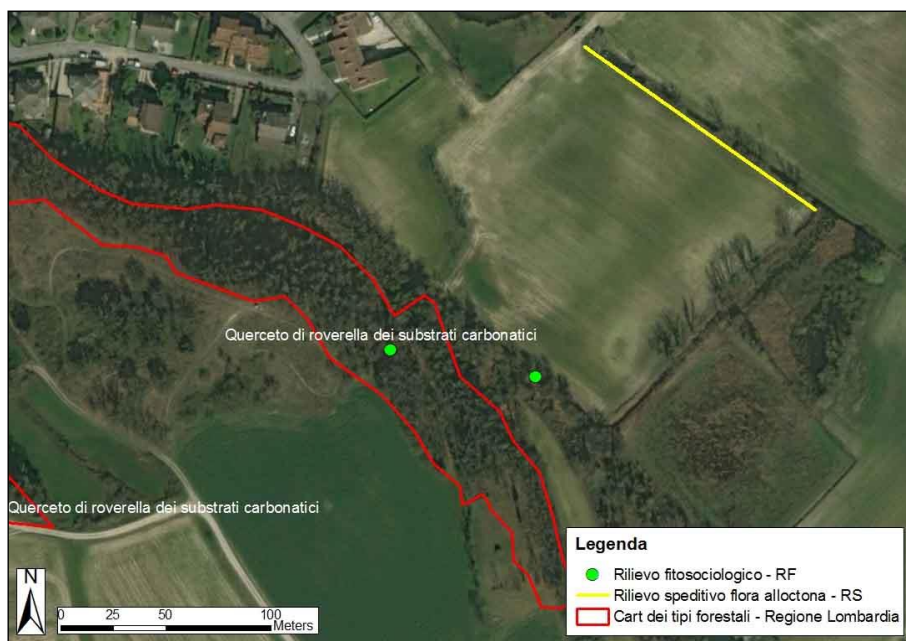 Querceto di roverella dei substrati carbonatici
Querceto di roverella dei substrati carbonatici
N
0 25 50 100
Meters
Legenda
Rilievo fitosociologico - RF
Rilievo speditivo flora alloctona - RS
Cart dei tipi forestali - Regione Lombardia